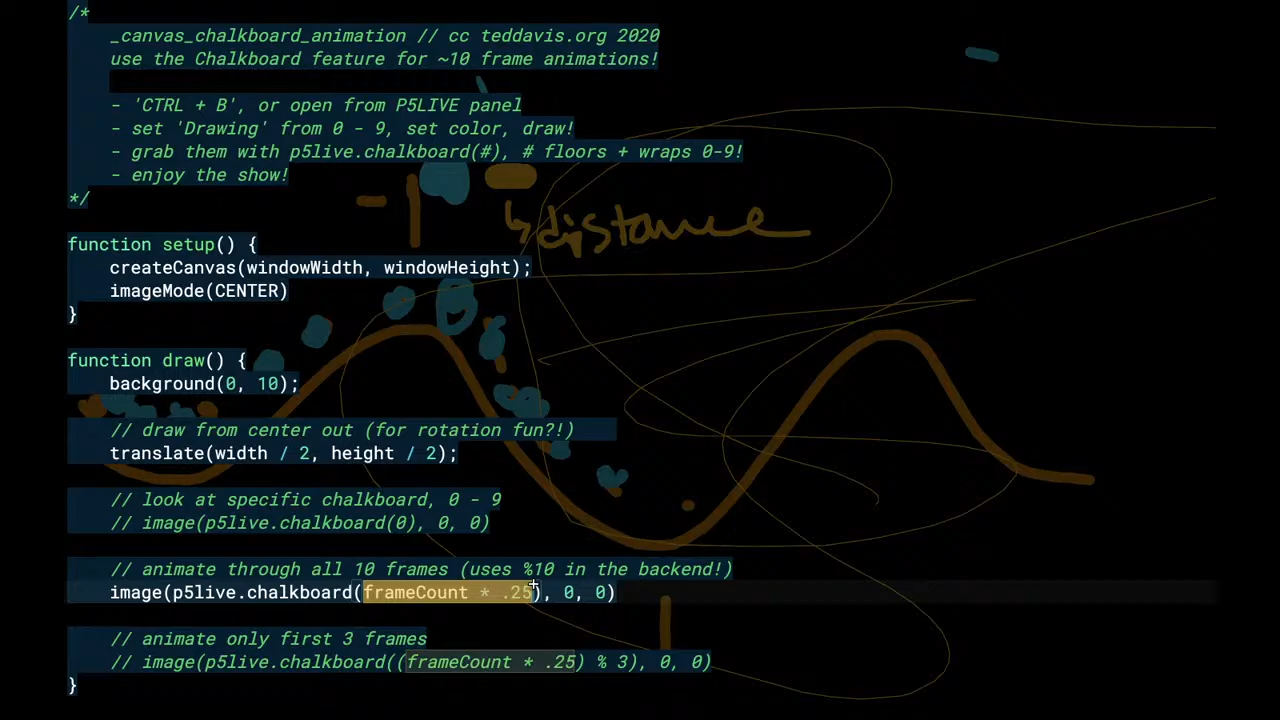 /*
_canvas_chalkboard_animation // cc teddavis.org 2020
use the Chalkboard feature for ~10 frame animations!
- 'CTRL + B', or open from P5LIVE panel
- set 'Drawing' from 0 - 9, set color, draw!
- grab them with p5live.chalkboard(#), # floors + wraps 0-9!
- enjoy the show!
*/
distance
function setup() {
createCanvas(windowWidth, windowHeight);
imageMode(CENTER)
}
function draw() {
background(0, 10);
// draw from center out (for rotation fun?!)
translate(width / 2, height / 2);
// look at specific chalkboard, 0 - 9
// image(p5live.chalkboard(0), 0, 0)
// animate through all 10 frames (uses %10 in the backend!)
image(p5live.chalkboard(frameCount * .25), 0, 0)
// animate only first 3 frames
// image(p5live.chalkboard((frameCount * .25) % 3), 0, 0)
}